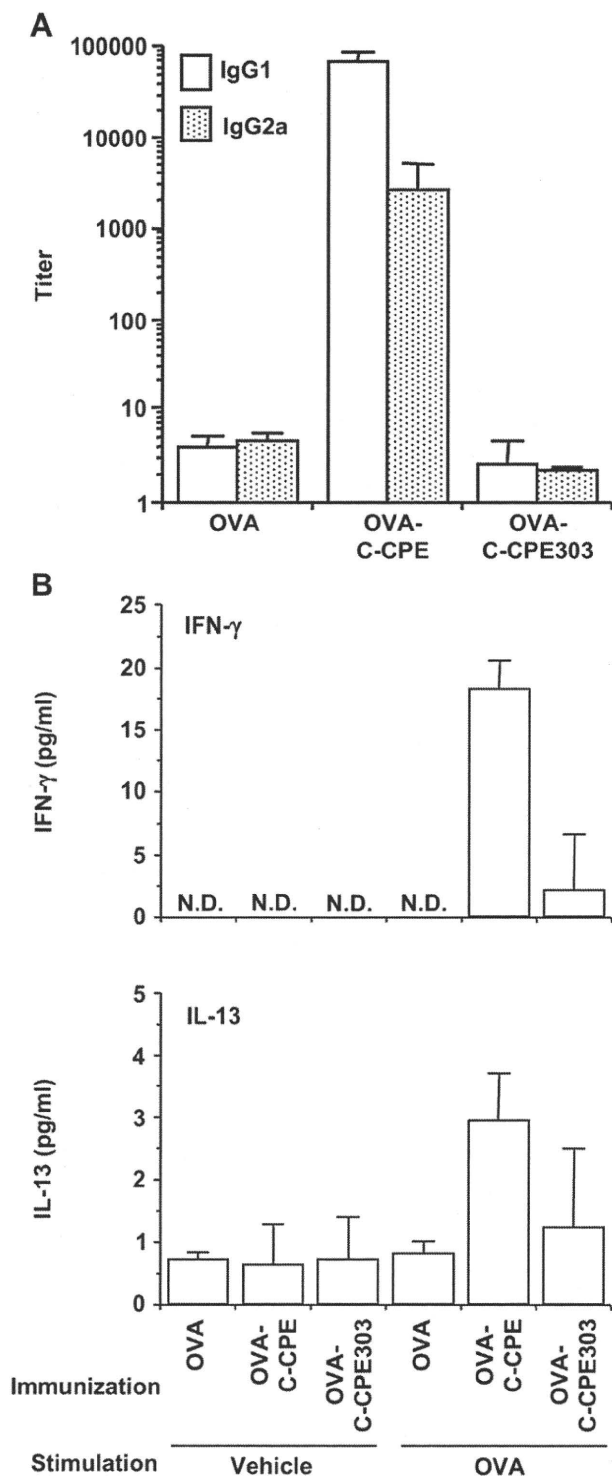 A
100000
10000
1000
100
10
1
Titer
IgG1
IgG2a
OVA
OVA-
C-CPE
OVA-
C-CPE303
B
25
20
15
10
5
0
IFN-γ (pg/ml)
IFN-γ
N.D. N.D. N.D. N.D.
5
4
3
2
1
0
IL-13 (pg/ml)
IL-13
Immunization
OVA
OVA-
C-CPE
OVA-
C-CPE303
OVA
OVA-
C-CPE
OVA-
C-CPE303
Stimulation Vehicle OVA